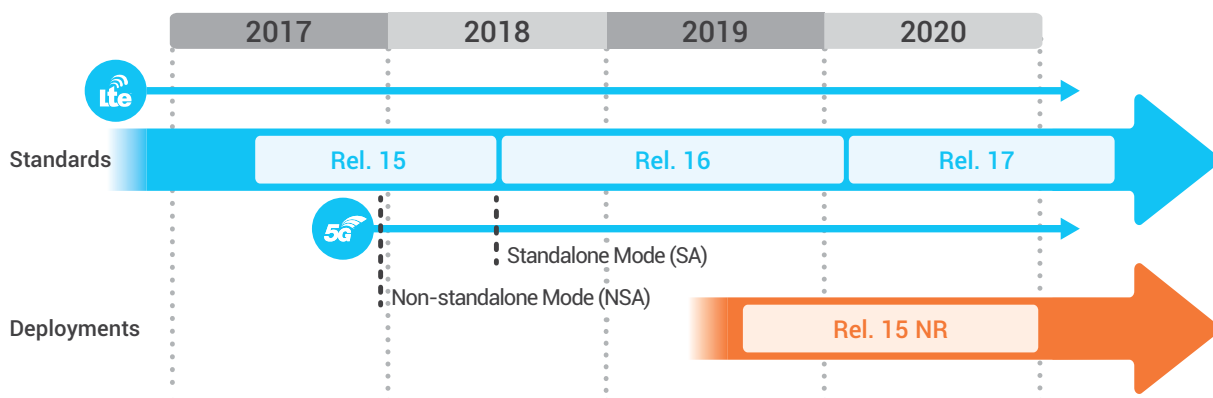 2017 2018 2019 2020
Lte
Standards Rel. 15 Rel. 16 Rel. 17
5G
Standalone Mode (SA)
Non-standalone Mode (NSA)
Deployments Rel. 15 NR